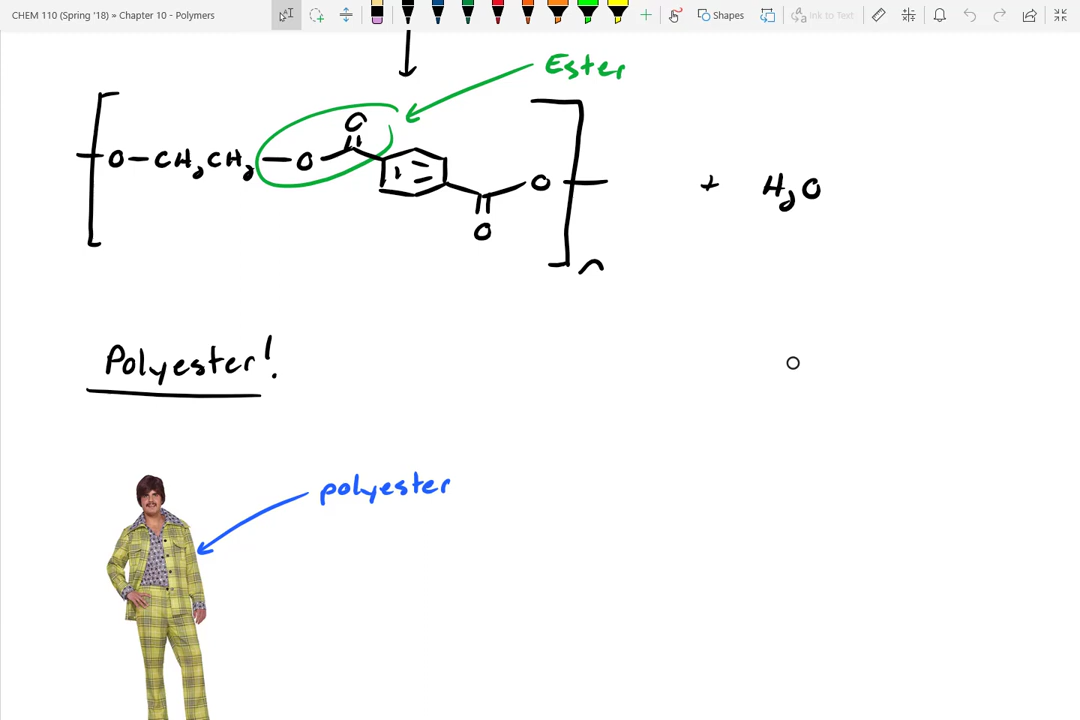 CHEM 110 (Spring '18) » Chapter 10 - Polymers
Shapes
Ink to Text
Ester
O
O-CH₂CH₂-O
O
+ H₂O
O
n
Polyester!
polyester